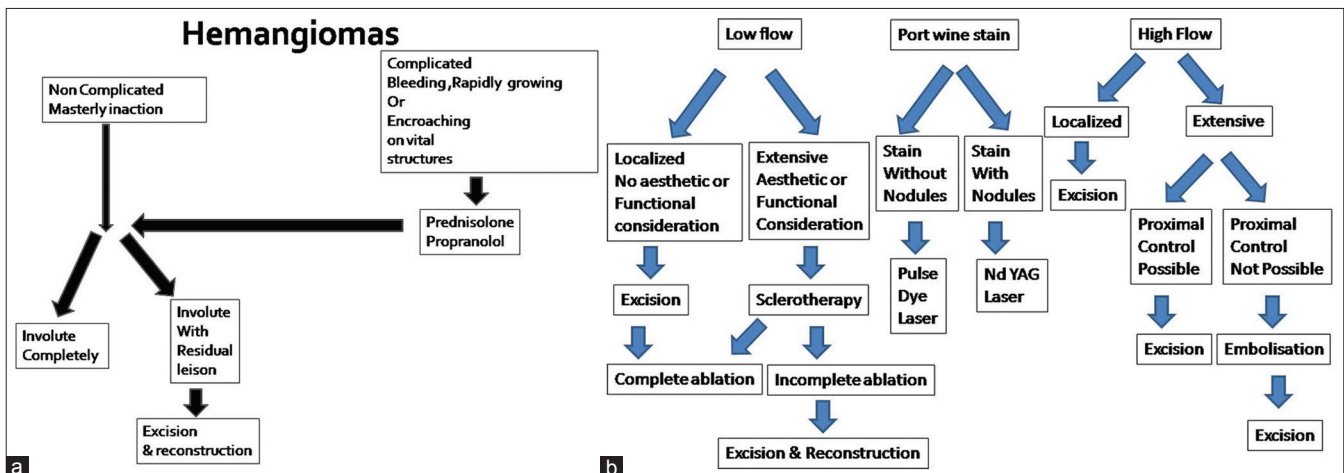 Hemangiomas
Non Complicated
Masterly inaction
Complicated
Bleeding ,Rapidly growing
Or
Encroaching
on vital
structures
Prednisolone
Propranolol
Involute
Completely
Involute
With
Residual
leison
Excision
& reconstruction
a
Low flow
Port wine stain
High Flow
Localized
No aesthetic or
Functional
consideration
Extensive
Aesthetic or
Functional
Consideration
Stain
Without
Nodules
Stain
With
Nodules
Localized
Extensive
Excision
Proximal
Control
Possible
Proximal
Control
Not Possible
Excision
Sclerotherapy
Pulse
Dye
Laser
Nd YAG
Laser
Excision
Embolisation
Complete ablation
Incomplete ablation
Excision
Excision & Reconstruction
b